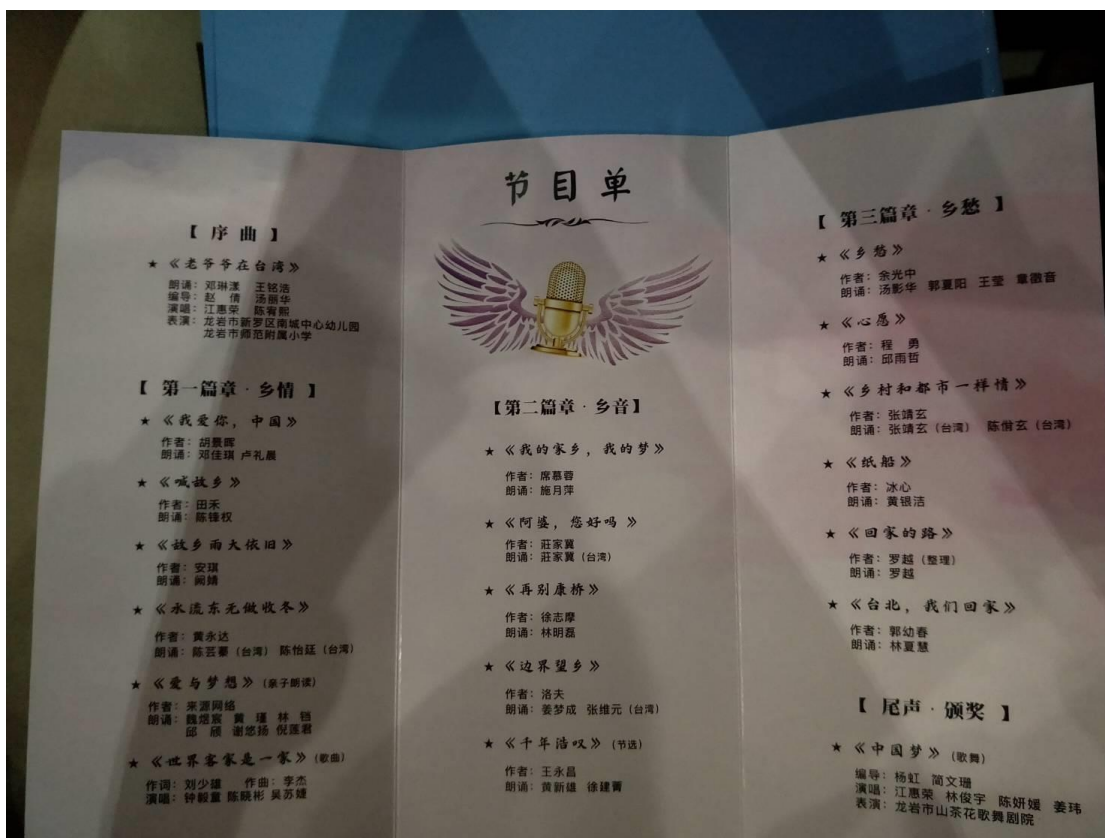 节目单
【 序 曲 】
★ 《老爷爷在台湾》
朗诵：邓琳漾 王铭浩
编导：赵 倩 汤丽华
演唱：江惠荣 陈宥熙
表演：龙岩市新罗区南城中心幼儿园
龙岩市师范附属小学
【 第一篇章·乡情 】
★ 《我爱你，中国》
作者：胡景晖
朗诵：邓佳琪 卢礼晨
★ 《喊故乡》
作者：田禾
朗诵：陈锋权
★ 《故乡雨大依旧》
作者：安琪
朗诵：阙婧
★ 《水流东无做收冬》
作者：黄永达
朗诵：陈芸蓁（台湾） 陈怡廷（台湾）
★ 《爱与梦想》（亲子朗读）
作者：来源网络
朗诵：魏煜宸 黄 瑾 林 铛
邱 颀 谢悠扬 倪莲君
★ 《世界客家是一家》（歌曲）
作词：刘少雄 作曲：李杰
演唱：钟毅董 陈晓彬 吴苏婕
【第二篇章·乡音】
★ 《我的家乡，我的梦》
作者：席慕蓉
朗诵：施月萍
★ 《阿婆，您好吗 》
作者：莊家冀
朗诵：莊家冀（台湾）
★ 《再别康桥》
作者：徐志摩
朗诵：林明磊
★ 《边界望乡》
作者：洛夫
朗诵：姜梦成 张维元（台湾）
★ 《千年浩叹》（节选）
作者：王永昌
朗诵：黄新雄 徐建菁
【 第三篇章·乡愁 】
★ 《乡愁》
作者：余光中
朗诵：汤影华 郭夏阳 王莹 章徽音
★ 《心愿》
作者：程 勇
朗诵：邱雨哲
★ 《乡村和都市一样情》
作者：张靖玄
朗诵：张靖玄（台湾） 陈佾玄（台湾）
★ 《纸船》
作者：冰心
朗诵：黄银洁
★ 《回家的路》
作者：罗越（整理）
朗诵：罗越
★ 《台北，我们回家》
作者：郭幼春
朗诵：林夏慧
【 尾声·颁奖 】
★ 《中国梦》（歌舞）
编导：杨虹 简文珊
演唱：江惠荣 林俊宇 陈妍媛 姜玮
表演：龙岩市山茶花歌舞剧院